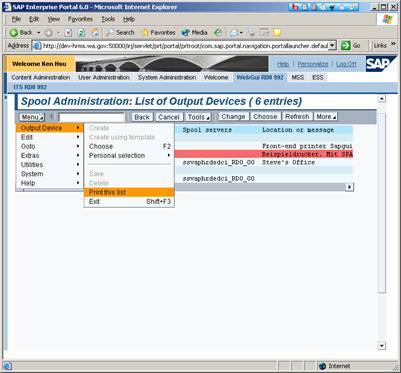 SAP Enterprise Portal 6.0 - Microsoft Internet Explorer
File Edit View Favorites Tools Help
Back Search Favorites Media
Address http://dev-hrms.wa.gov:50000/irj/servlet/prt/portal/prtroot/com.sap.portal.navigation.portallauncher.defaul Go Links
Welcome Ken Hsu Help | Personalize | Log Off SAP
Content Administration User Administration System Administration Welcome WebGui RD8 992 MSS ESS
ITS RD8 992
Spool Administration: List of Output Devices ( 6 entries)
Menu Back Cancel Tools Change Choose Refresh More
Output Device Create Spool servers Location or message
Edit Create using template
Goto Choose F2 Front-end printer Sapgui
Extras Personal selection Beispieldrucker. Mit SPA
Utilities ssvaphrdedci_RD0_00 Steve's Office
System Save
Help Delete ssvaphrdedci_RD0_00
Print this list
Exit Shift+F3
Internet